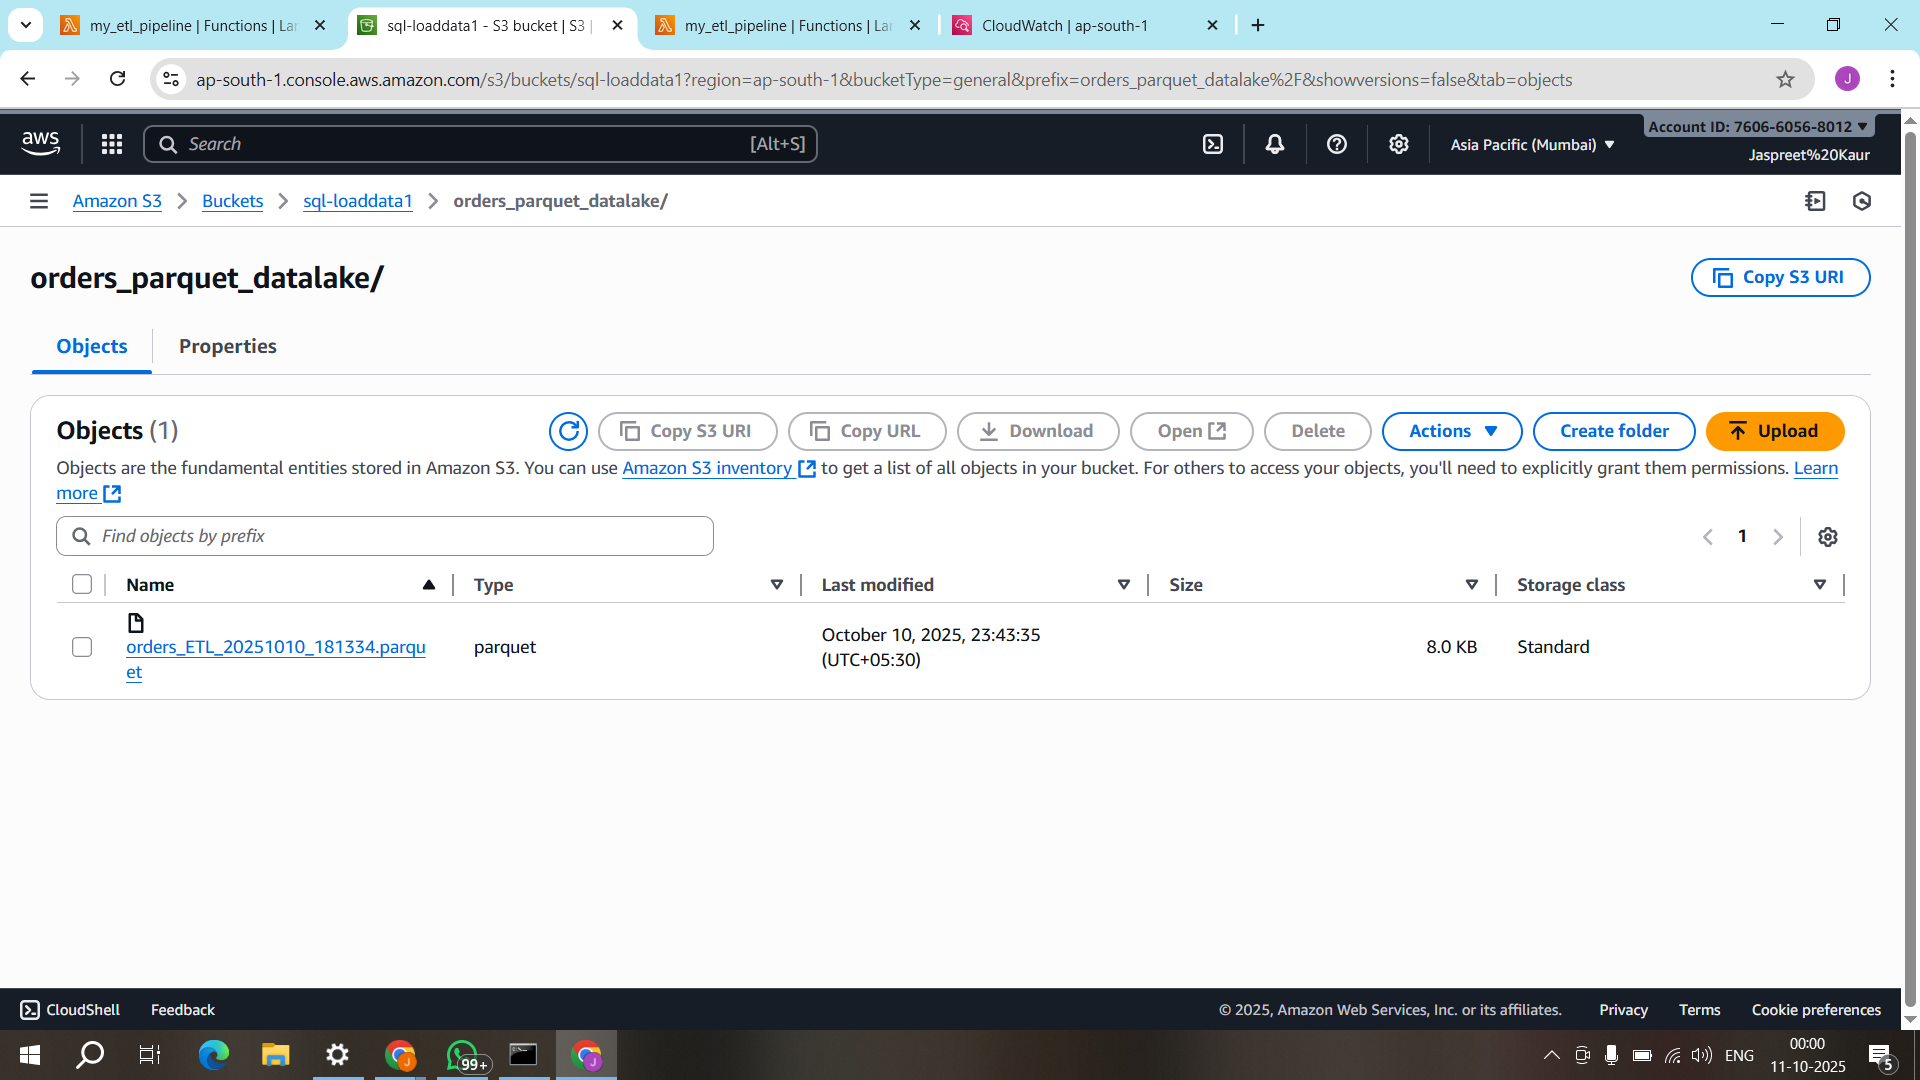 my_etl_pipeline | Functions | Lar
sql-loaddata1 - S3 bucket | S3 |
my_etl_pipeline | Functions | Lar
CloudWatch | ap-south-1
ap-south-1.console.aws.amazon.com/s3/buckets/sql-loaddata1?region=ap-south-1&bucketType=general&prefix=orders_parquet_datalake%2F&showversions=false&tab=objects
J
aws
Search
[Alt+S]
Asia Pacific (Mumbai)
Account ID: 7606-6056-8012
Jaspreet%20Kaur
Amazon S3
Buckets
sql-loaddata1
orders_parquet_datalake/
orders_parquet_datalake/
Copy S3 URI
Objects
Properties
Objects (1)
Copy S3 URI
Copy URL
Download
Open
Delete
Actions
Create folder
Upload
Objects are the fundamental entities stored in Amazon S3. You can use Amazon S3 inventory to get a list of all objects in your bucket. For others to access your objects, you'll need to explicitly grant them permissions. Learn
more
Find objects by prefix
1
Name
Type
Last modified
Size
Storage class
orders_ETL_20251010_181334.parqu
et
parquet
October 10, 2025, 23:43:35
(UTC+05:30)
8.0 KB
Standard
CloudShell
Feedback
© 2025, Amazon Web Services, Inc. or its affiliates.
Privacy
Terms
Cookie preferences
J
99+
J
ENG
00:00
11-10-2025
5